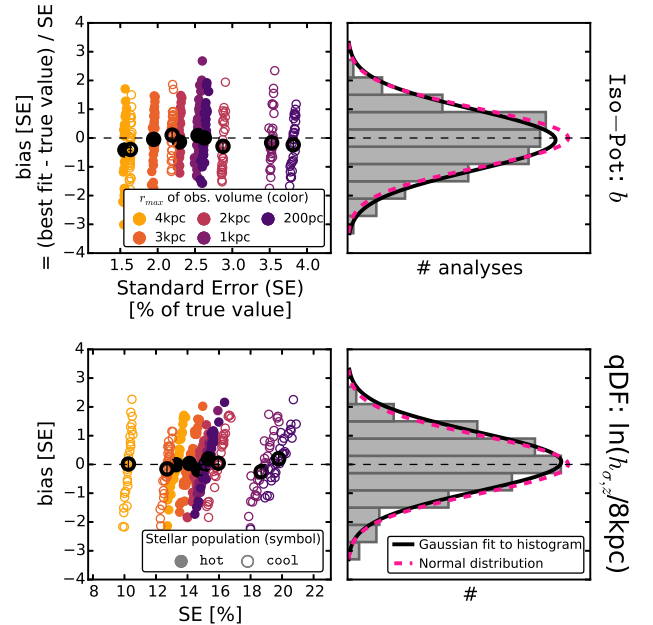 4
3
2
1
0
−1
−2
−3
−4
bias [SE]
= (best fit - true value) / SE
r_max of obs. volume (color)
4kpc 2kpc 200pc
3kpc 1kpc
1.5 2.0 2.5 3.0 3.5 4.0
Standard Error (SE)
[% of true value]
# analyses
Iso−Pot: b
4
3
2
1
0
−1
−2
−3
−4
bias [SE]
Stellar population (symbol)
hot cool
8 10 12 14 16 18 20 22
SE [%]
Gaussian fit to histogram
Normal distribution
#
qDF: ln(h_σ,z/8kpc)